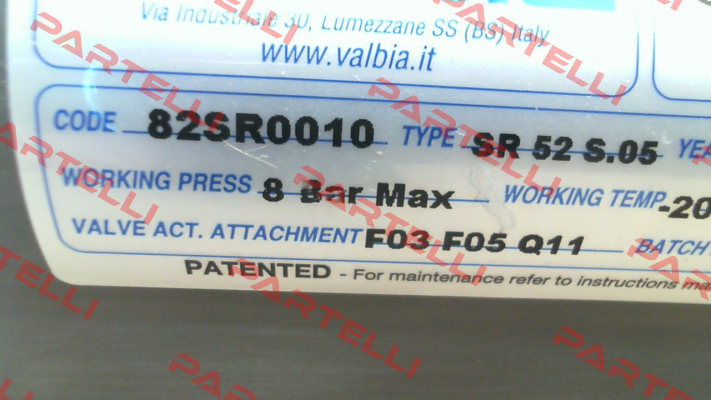 Via Industriale 30, Lumezzane SS (BS) Italy
www.valbia.it
CODE 82SR0010 TYPE SR 52 S.05
WORKING PRESS 8 Bar Max WORKING TEMP -20
VALVE ACT. ATTACHMENT F03-F05 Q11 BATCH
PATENTED - For maintenance refer to instructions
PARTELLI